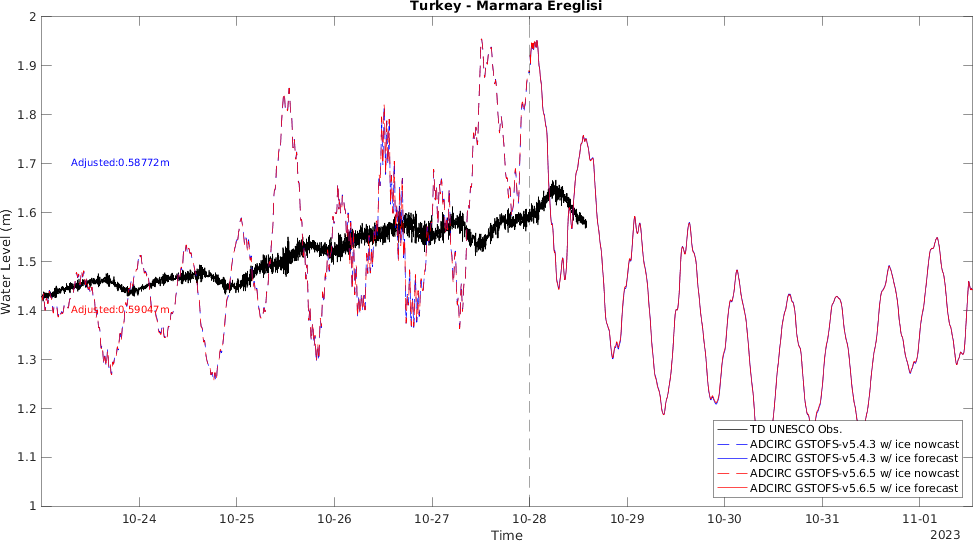 Turkey - Marmara Ereglisi
2
1.9
1.8
1.7
1.6
1.5
1.4
1.3
1.2
1.1
1
Water Level (m)
Adjusted:0.58772m
Adjusted:0.59047m
TD UNESCO Obs.
ADCIRC GSTOFS-v5.4.3 w/ ice nowcast
ADCIRC GSTOFS-v5.4.3 w/ ice forecast
ADCIRC GSTOFS-v5.6.5 w/ ice nowcast
ADCIRC GSTOFS-v5.6.5 w/ ice forecast
10-24 10-25 10-26 10-27 10-28 10-29 10-30 10-31 11-01
Time
2023